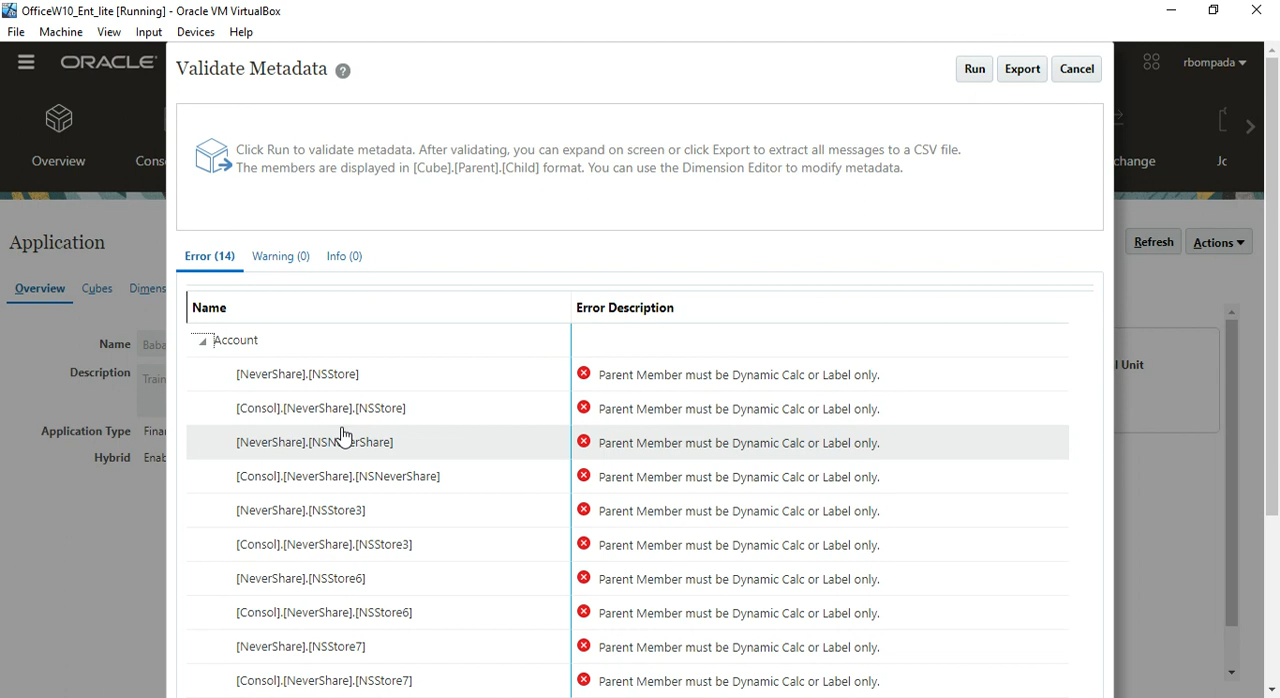 OfficeW10_Ent_lite [Running] - Oracle VM VirtualBox
File Machine View Input Devices Help
ORACLE
Validate Metadata ?
Run Export Cancel
rbompada
Overview
Click Run to validate metadata. After validating, you can expand on screen or click Export to extract all messages to a CSV file.
The members are displayed in [Cube].[Parent].[Child] format. You can use the Dimension Editor to modify metadata.
Application
Refresh Actions
Error (14) Warning (0) Info (0)
Overview Cubes Dimens
Name Error Description
Name Baba
Account
Description Train
[NeverShare].[NSStore] Parent Member must be Dynamic Calc or Label only.
l Unit
[Consol].[NeverShare].[NSStore] Parent Member must be Dynamic Calc or Label only.
Application Type Finan
[NeverShare].[NSNeverShare] Parent Member must be Dynamic Calc or Label only.
Hybrid Enab
[Consol].[NeverShare].[NSNeverShare] Parent Member must be Dynamic Calc or Label only.
[NeverShare].[NSStore3] Parent Member must be Dynamic Calc or Label only.
[Consol].[NeverShare].[NSStore3] Parent Member must be Dynamic Calc or Label only.
[NeverShare].[NSStore6] Parent Member must be Dynamic Calc or Label only.
[Consol].[NeverShare].[NSStore6] Parent Member must be Dynamic Calc or Label only.
[NeverShare].[NSStore7] Parent Member must be Dynamic Calc or Label only.
[Consol].[NeverShare].[NSStore7] Parent Member must be Dynamic Calc or Label only.